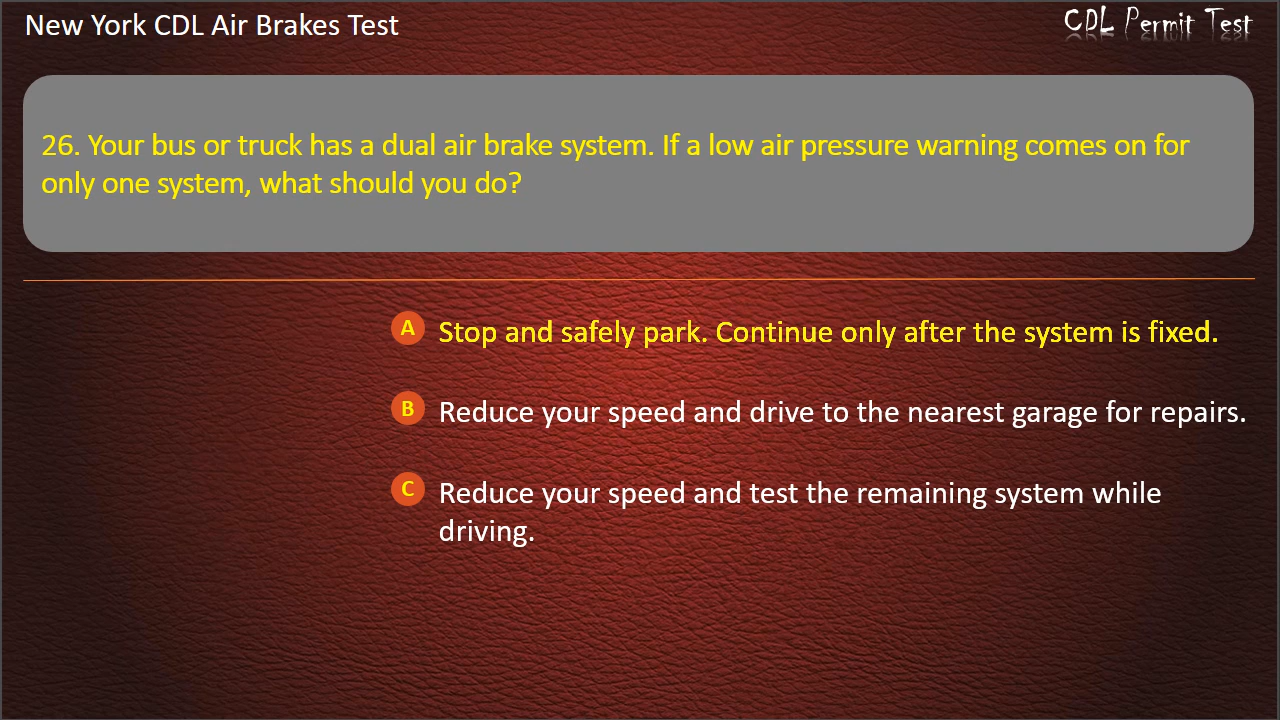 New York CDL Air Brakes Test
CDL Permit Test
26. Your bus or truck has a dual air brake system. If a low air pressure warning comes on for
only one system, what should you do?
A Stop and safely park. Continue only after the system is fixed.
B Reduce your speed and drive to the nearest garage for repairs.
C Reduce your speed and test the remaining system while
driving.